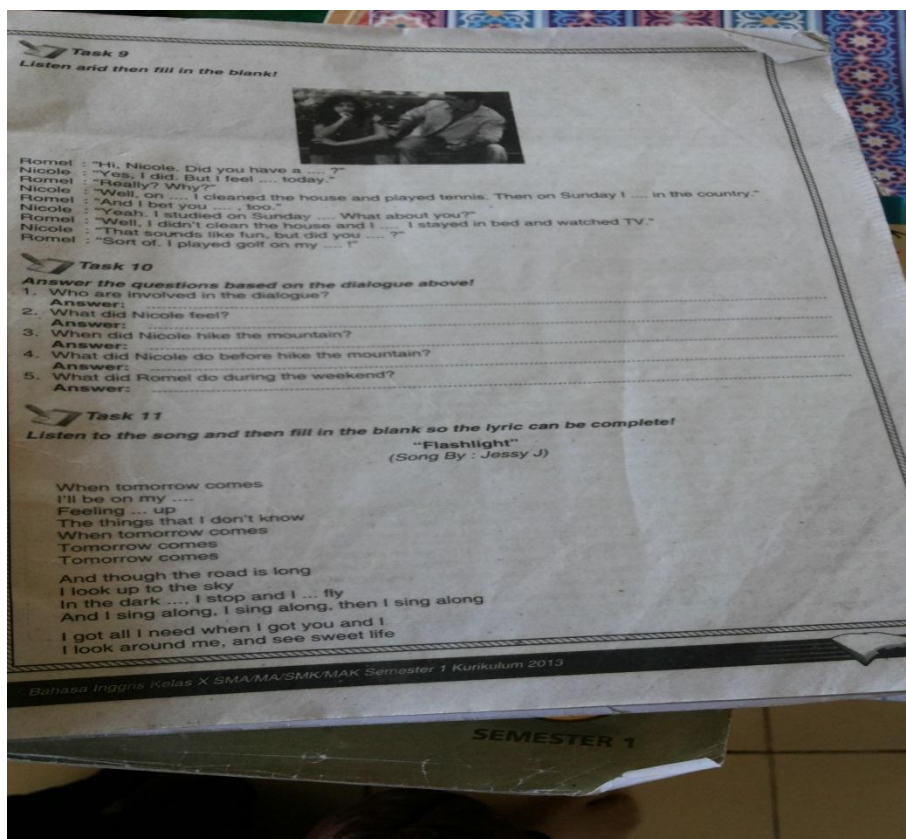 Task 9
Listen and then fill in the blank!
Romel : "Hi, Nicole. Did you have a .... ?"
Nicole : "Yes, I did. But I feel .... today."
Romel : "Really? Why?"
Nicole : "Well, on .... I cleaned the house and played tennis. Then on Sunday I .... in the country."
Romel : "And I bet you .... , too."
Nicole : "Yeah. I studied on Sunday .... What about you?"
Romel : "Well, I didn't clean the house and I .... I stayed in bed and watched TV."
Nicole : "That sounds like fun, but did you .... ?"
Romel : "Sort of. I played golf on my .... !"
Task 10
Answer the questions based on the dialogue above!
1. Who are involved in the dialogue?
Answer: ....................
2. What did Nicole feel?
Answer: ....................
3. When did Nicole hike the mountain?
Answer: ....................
4. What did Nicole do before hike the mountain?
Answer: ....................
5. What did Romel do during the weekend?
Answer: ....................
Task 11
Listen to the song and then fill in the blank so the lyric can be complete!
"Flashlight"
(Song By : Jessy J)
When tomorrow comes
I'll be on my ....
Feeling ... up
The things that I don't know
When tomorrow comes
Tomorrow comes
Tomorrow comes
And though the road is long
I look up to the sky
In the dark ...., I stop and I ... fly
And I sing along, I sing along, then I sing along
I got all I need when I got you and I
I look around me, and see sweet life
Bahasa Inggris Kelas X SMA/MA/SMK/MAK Semester 1 Kurikulum 2013
SEMESTER 1